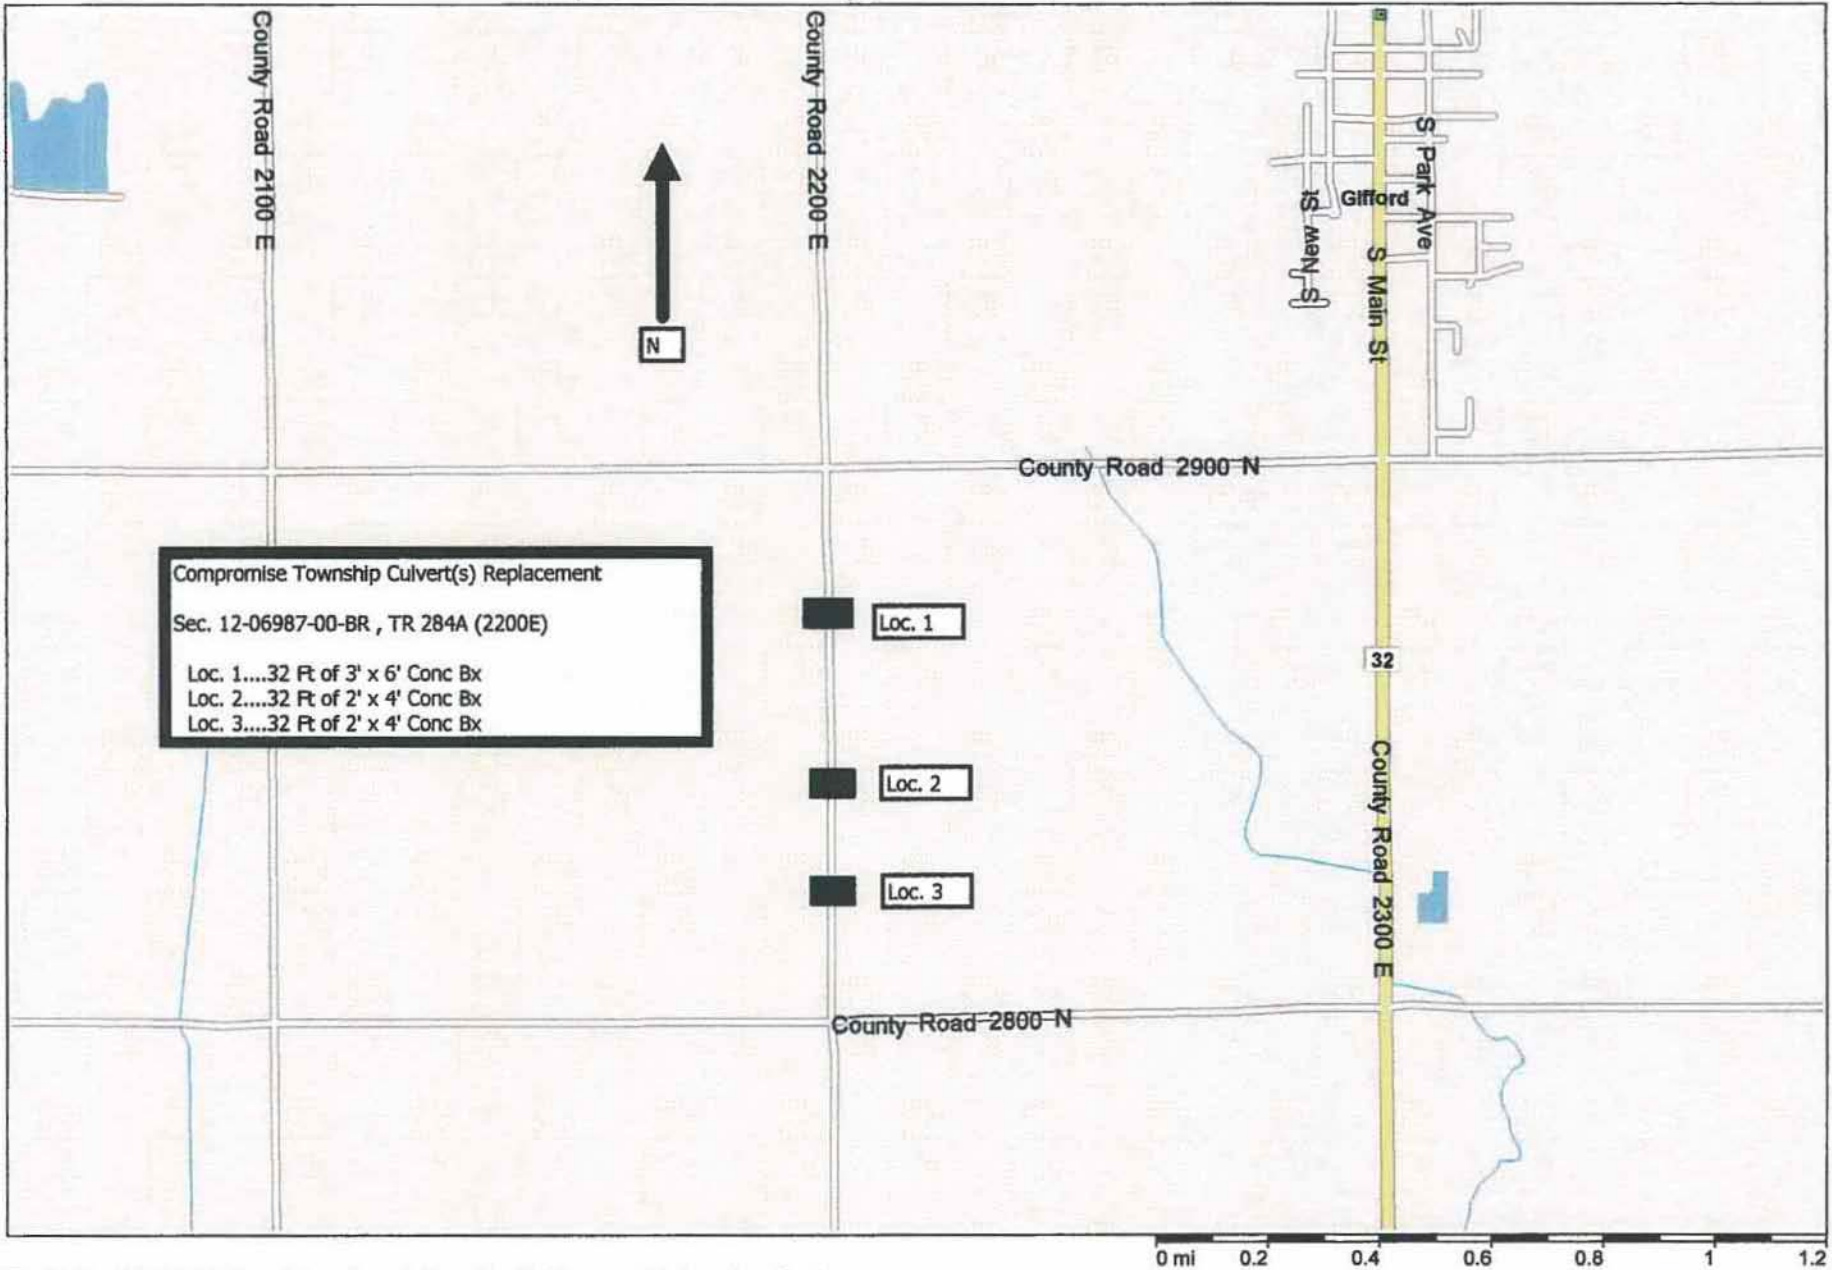 County Road 2100 E
County Road 2200 E
S Park Ave
Gifford
S New St
S Main St
N
County Road 2900 N
Compromise Township Culvert(s) Replacement
Sec. 12-06987-00-BR , TR 284A (2200E)
Loc. 1....32 Ft of 3' x 6' Conc Bx
Loc. 2....32 Ft of 2' x 4' Conc Bx
Loc. 3....32 Ft of 2' x 4' Conc Bx
Loc. 1
32
Loc. 2
County Road 2300 E
Loc. 3
County Road 2800 N
0 mi 0.2 0.4 0.6 0.8 1 1.2